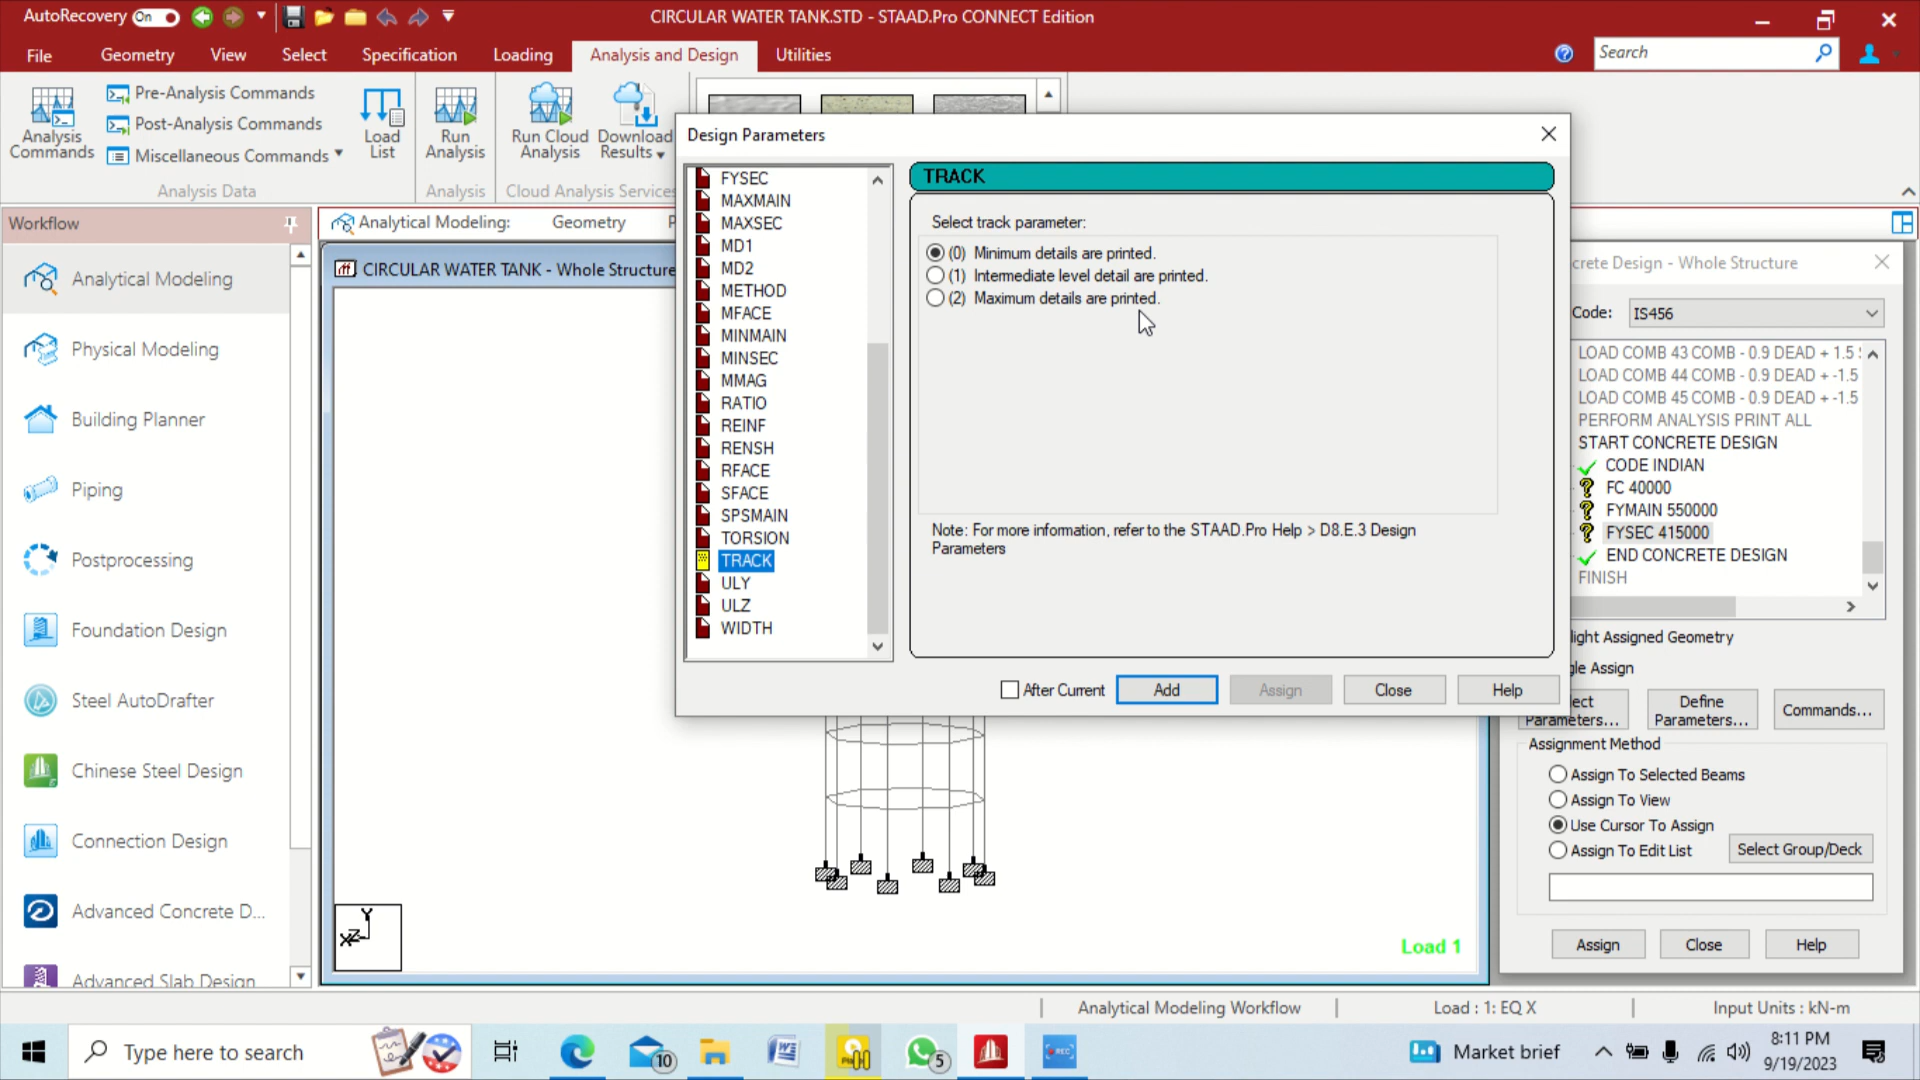 AutoRecovery On
CIRCULAR WATER TANK.STD - STAAD.Pro CONNECT Edition
File Geometry View Select Specification Loading Analysis and Design Utilities
Search
Analysis Commands
Pre-Analysis Commands
Post-Analysis Commands
Miscellaneous Commands
Load List
Run Analysis
Run Cloud Analysis
Download Results
Analysis Data
Analysis
Cloud Analysis Services
Workflow
Analytical Modeling
Physical Modeling
Building Planner
Piping
Postprocessing
Foundation Design
Steel AutoDrafter
Chinese Steel Design
Connection Design
Advanced Concrete D...
Advanced Slab Design
Analytical Modeling: Geometry
CIRCULAR WATER TANK - Whole Structure
Design Parameters
FYSEC
MAXMAIN
MAXSEC
MD1
MD2
METHOD
MFACE
MINMAIN
MINSEC
MMAG
RATIO
REINF
RENSH
RFACE
SFACE
SPSMAIN
TORSION
TRACK
ULY
ULZ
WIDTH
TRACK
Select track parameter:
(0) Minimum details are printed.
(1) Intermediate level detail are printed.
(2) Maximum details are printed.
Note: For more information, refer to the STAAD.Pro Help > D8.E.3 Design
Parameters
After Current
Add
Assign
Close
Help
crete Design - Whole Structure
Code: IS456
LOAD COMB 43 COMB - 0.9 DEAD + 1.5
LOAD COMB 44 COMB - 0.9 DEAD + -1.5
LOAD COMB 45 COMB - 0.9 DEAD + -1.5
PERFORM ANALYSIS PRINT ALL
START CONCRETE DESIGN
CODE INDIAN
FC 40000
FYMAIN 550000
FYSEC 415000
END CONCRETE DESIGN
FINISH
light Assigned Geometry
gle Assign
ect Parameters...
Define Parameters...
Commands...
Assignment Method
Assign To Selected Beams
Assign To View
Use Cursor To Assign
Assign To Edit List
Select Group/Deck
Assign
Close
Help
Y
X
Z
Load 1
Analytical Modeling Workflow
Load : 1: EQ X
Input Units : kN-m
Type here to search
10
5
REC
Market brief
8:11 PM
9/19/2023